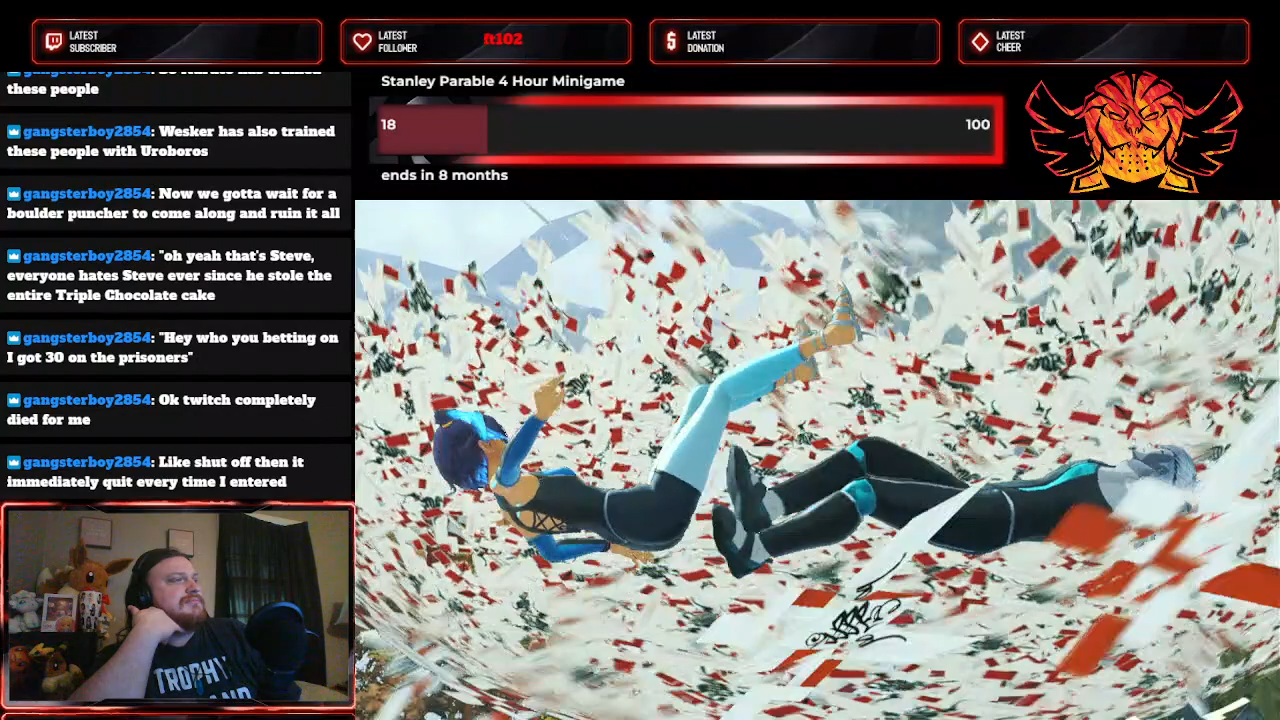 LATEST
SUBSCRIBER
LATEST
FOLLOWER
ft102
LATEST
DONATION
LATEST
CHEER
these people
gangsterboy2854: Wesker has also trained
these people with Uroboros
gangsterboy2854: Now we gotta wait for a
boulder puncher to come along and ruin it all
gangsterboy2854: "oh yeah that's Steve,
everyone hates Steve ever since he stole the
entire Triple Chocolate cake
gangsterboy2854: "Hey who you betting on
I got 30 on the prisoners"
gangsterboy2854: Ok twitch completely
died for me
gangsterboy2854: Like shut off then it
immediately quit every time I entered
Stanley Parable 4 Hour Minigame
18
100
ends in 8 months
TROPHY